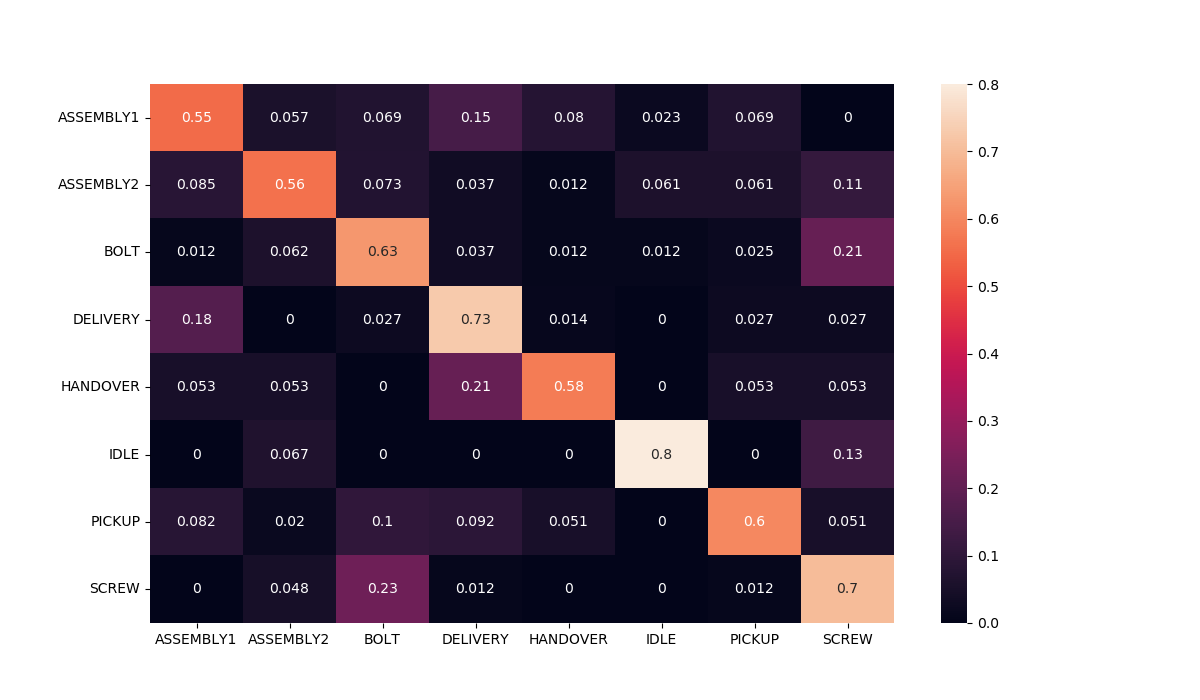 ASSEMBLY1 0.55 0.057 0.069 0.15 0.08 0.023 0.069 0
ASSEMBLY2 0.085 0.56 0.073 0.037 0.012 0.061 0.061 0.11
BOLT 0.012 0.062 0.63 0.037 0.012 0.012 0.025 0.21
DELIVERY 0.18 0 0.027 0.73 0.014 0 0.027 0.027
HANDOVER 0.053 0.053 0 0.21 0.58 0 0.053 0.053
IDLE 0 0.067 0 0 0 0.8 0 0.13
PICKUP 0.082 0.02 0.1 0.092 0.051 0 0.6 0.051
SCREW 0 0.048 0.23 0.012 0 0 0.012 0.7
ASSEMBLY1 ASSEMBLY2 BOLT DELIVERY HANDOVER IDLE PICKUP SCREW
0.8
0.7
0.6
0.5
0.4
0.3
0.2
0.1
0.0